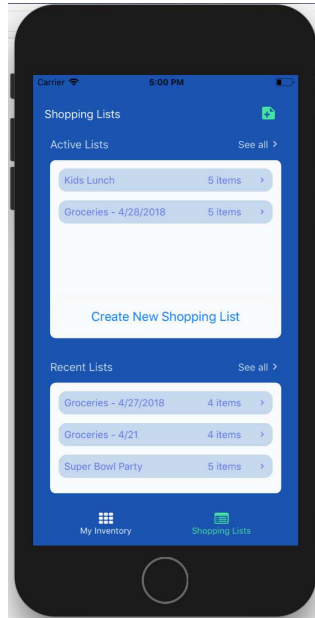 Carrier 5:00 PM
Shopping Lists
Active Lists See all >
Kids Lunch 5 items >
Groceries - 4/28/2018 5 items >
Create New Shopping List
Recent Lists See all >
Groceries - 4/27/2018 4 items >
Groceries - 4/21 4 items >
Super Bowl Party 5 items >
My Inventory Shopping Lists